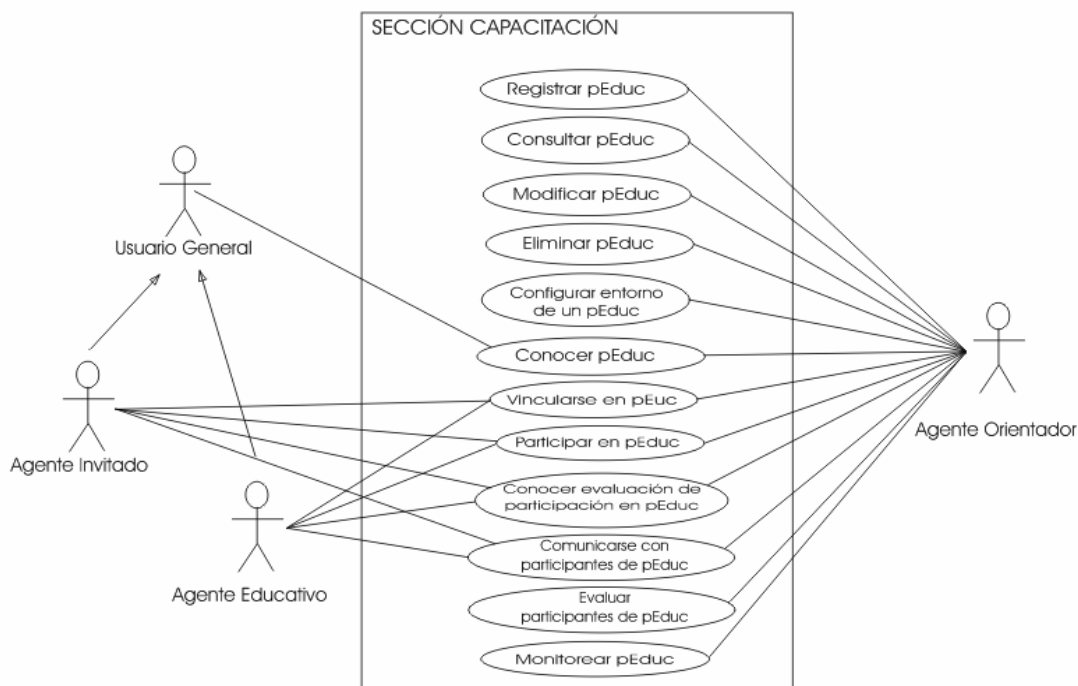 SECCIÓN CAPACITACIÓN
Registrar pEduc
Consultar pEduc
Modificar pEduc
Eliminar pEduc
Configurar entorno
de un pEduc
Conocer pEduc
Vincularse en pEuc
Participar en pEduc
Conocer evaluación de
participación en pEduc
Comunicarse con
participantes de pEduc
Evaluar
participantes de pEduc
Monitorear pEduc
Usuario General
Agente Invitado
Agente Educativo
Agente Orientador